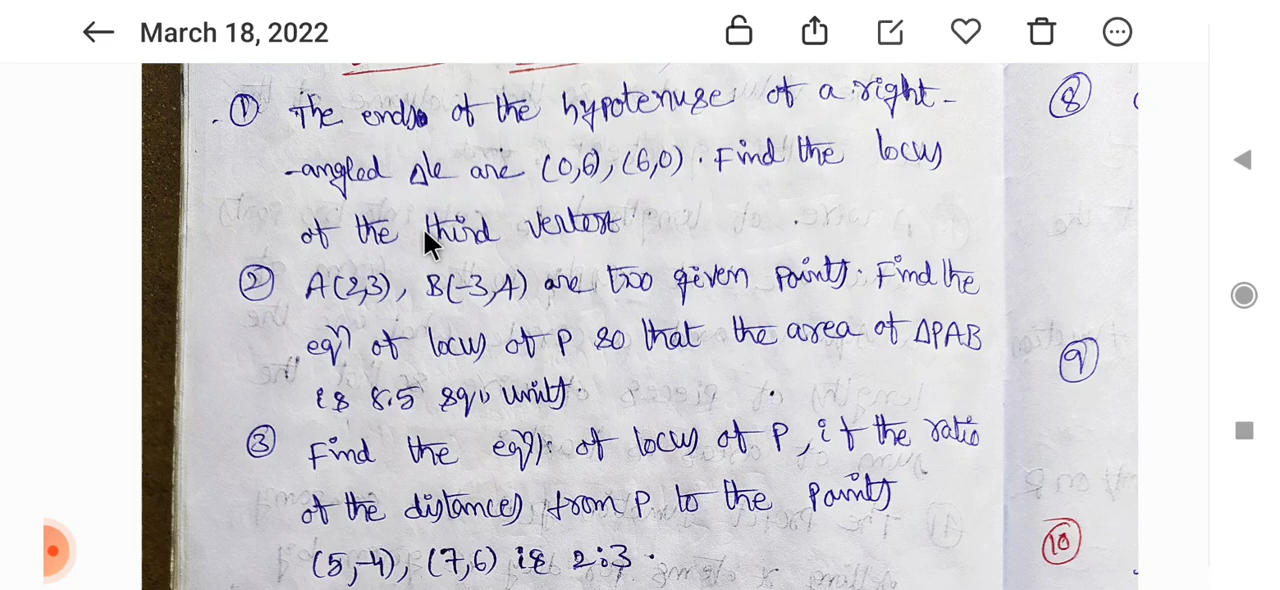 March 18, 2022
① The ends of the hypotenuse of a right-
-angled Δle are (0,6), (6,0). Find the locus
of the third vertex
② A(2,3), B(-3,4) are two given points. Find the
eqn of locus of P so that the area of ΔPAB
is 8.5 squ units.
③ Find the eqn: of locus of P, if the ratio
of the distances from P to the points
(5,-4), (7,6) is 2:3.
⑧
⑨
⑩